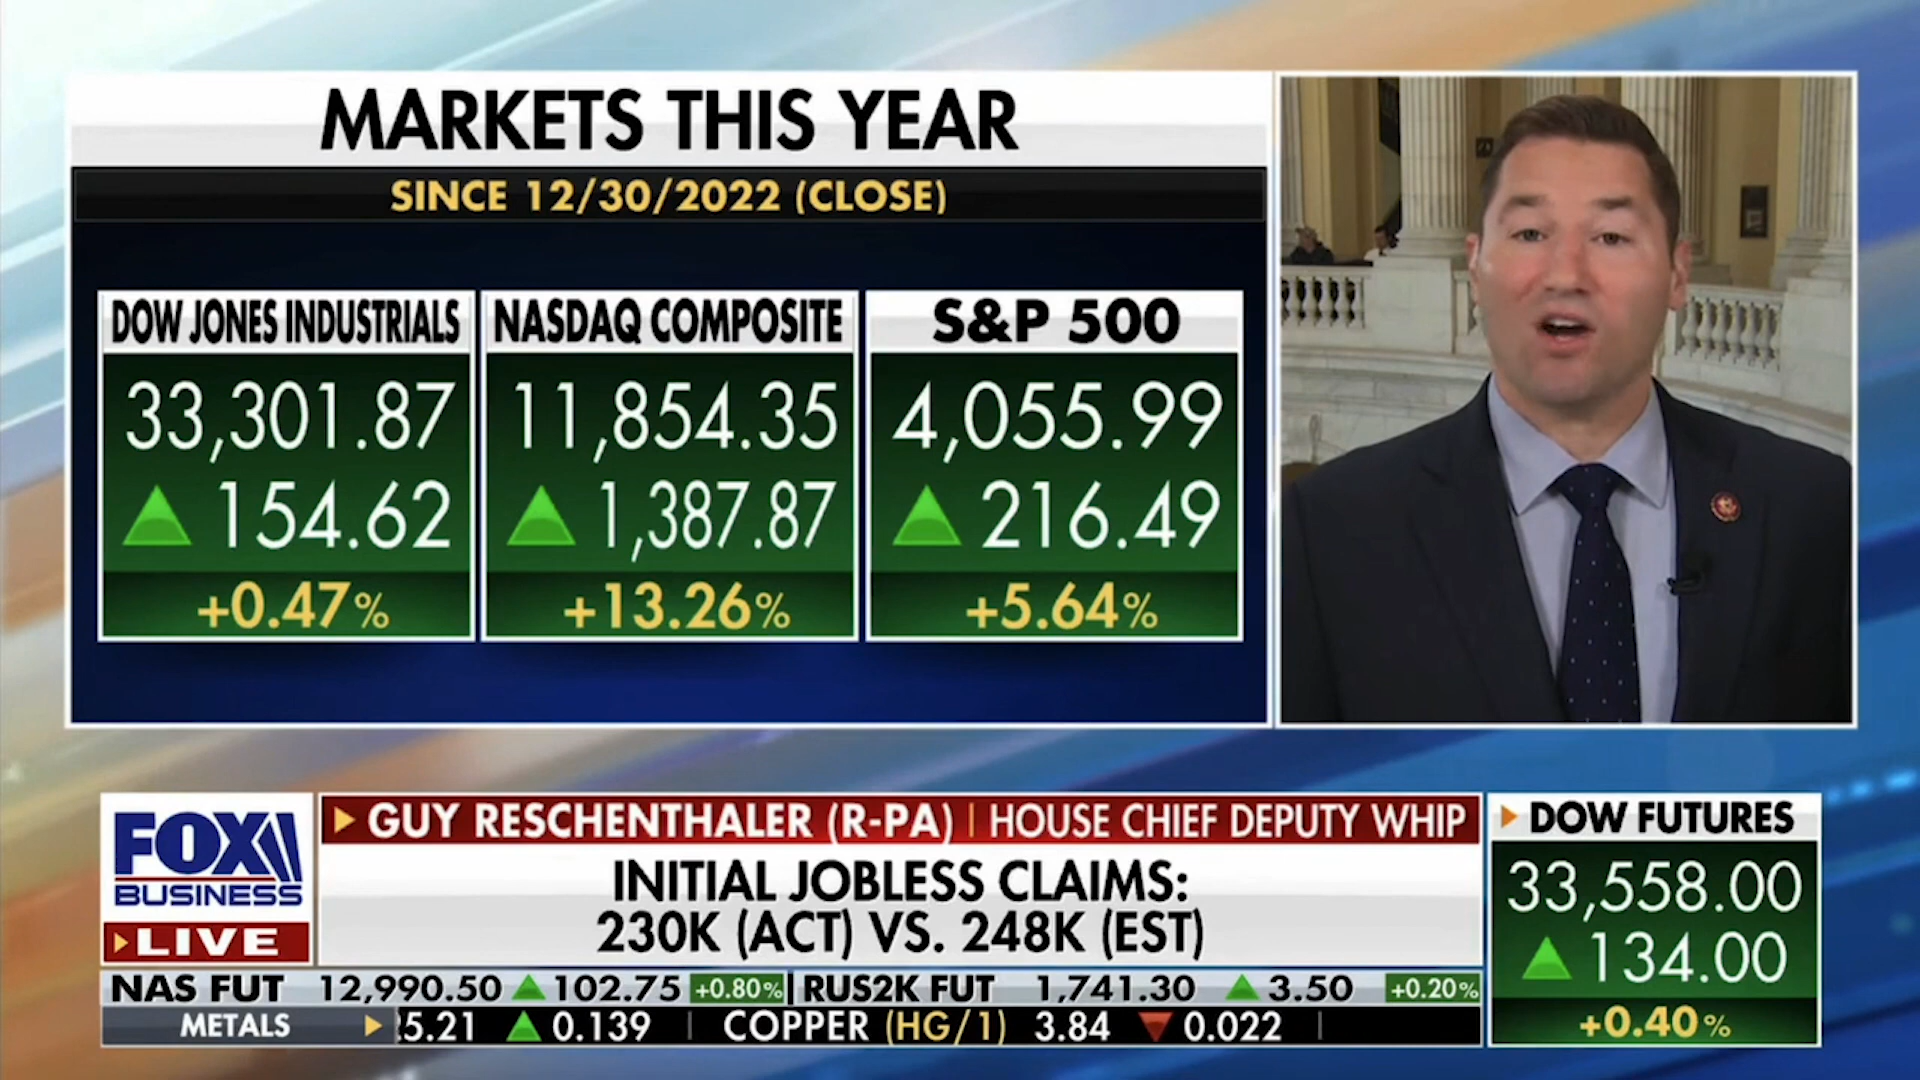 MARKETS THIS YEAR
SINCE 12/30/2022 (CLOSE)
DOW JONES INDUSTRIALS
33,301.87
▲ 154.62
+0.47%
NASDAQ COMPOSITE
11,854.35
▲ 1,387.87
+13.26%
S&P 500
4,055.99
▲ 216.49
+5.64%
FOX
BUSINESS
LIVE
GUY RESCHENTHALER (R-PA) | HOUSE CHIEF DEPUTY WHIP
INITIAL JOBLESS CLAIMS:
230K (ACT) VS. 248K (EST)
DOW FUTURES
33,558.00
▲ 134.00
+0.40%
NAS FUT 12,990.50 ▲ 102.75 +0.80% | RUS2K FUT 1,741.30 ▲ 3.50 +0.20%
METALS 5.21 ▲ 0.139 | COPPER (HG/1) 3.84 ▼ 0.022 |